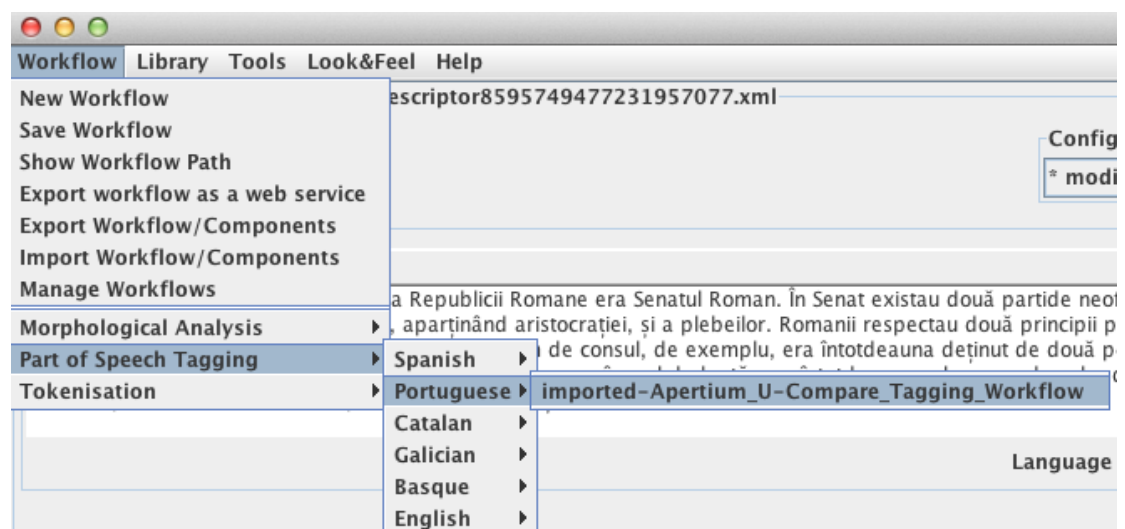 Workflow Library Tools Look&Feel Help
New Workflow
escriptor8595749477231957077.xml
Save Workflow
Config
Show Workflow Path
* modi
Export workflow as a web service
Export Workflow/Components
Import Workflow/Components
Manage Workflows
a Republicii Romane era Senatul Roman. În Senat existau două partide neof
Morphological Analysis
, aparținând aristocrației, și a plebeilor. Romanii respectau două principii p
Part of Speech Tagging
Spanish
de consul, de exemplu, era întotdeauna deținut de două p
Tokenisation
Portuguese
imported-Apertium_U-Compare_Tagging_Workflow
Catalan
Galician
Language
Basque
English